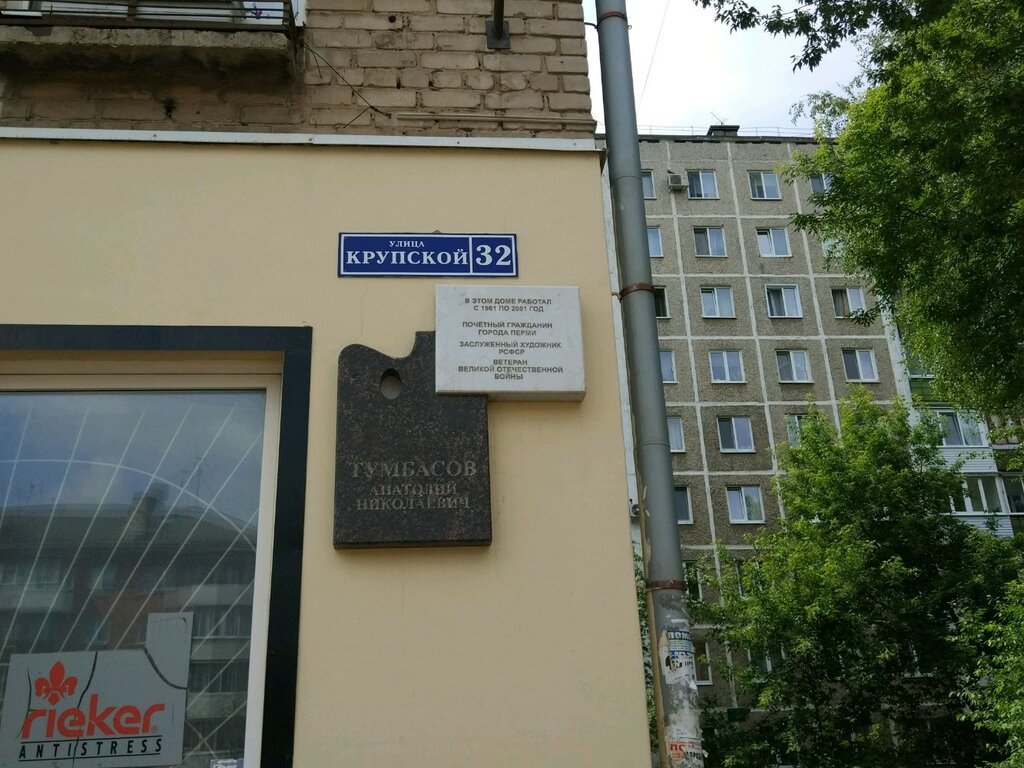 УЛИЦА
КРУПСКОЙ 32
В ЭТОМ ДОМЕ РАБОТАЛ
С 1961 ПО 2001 ГОД
ПОЧЁТНЫЙ ГРАЖДАНИН
ГОРОДА ПЕРМИ
ЗАСЛУЖЕННЫЙ ХУДОЖНИК
РСФСР
ВЕТЕРАН
ВЕЛИКОЙ ОТЕЧЕСТВЕННОЙ
ВОЙНЫ
ТУМБАСОВ
АНАТОЛИЙ
НИКОЛАЕВИЧ
rieker
ANTISTRESS